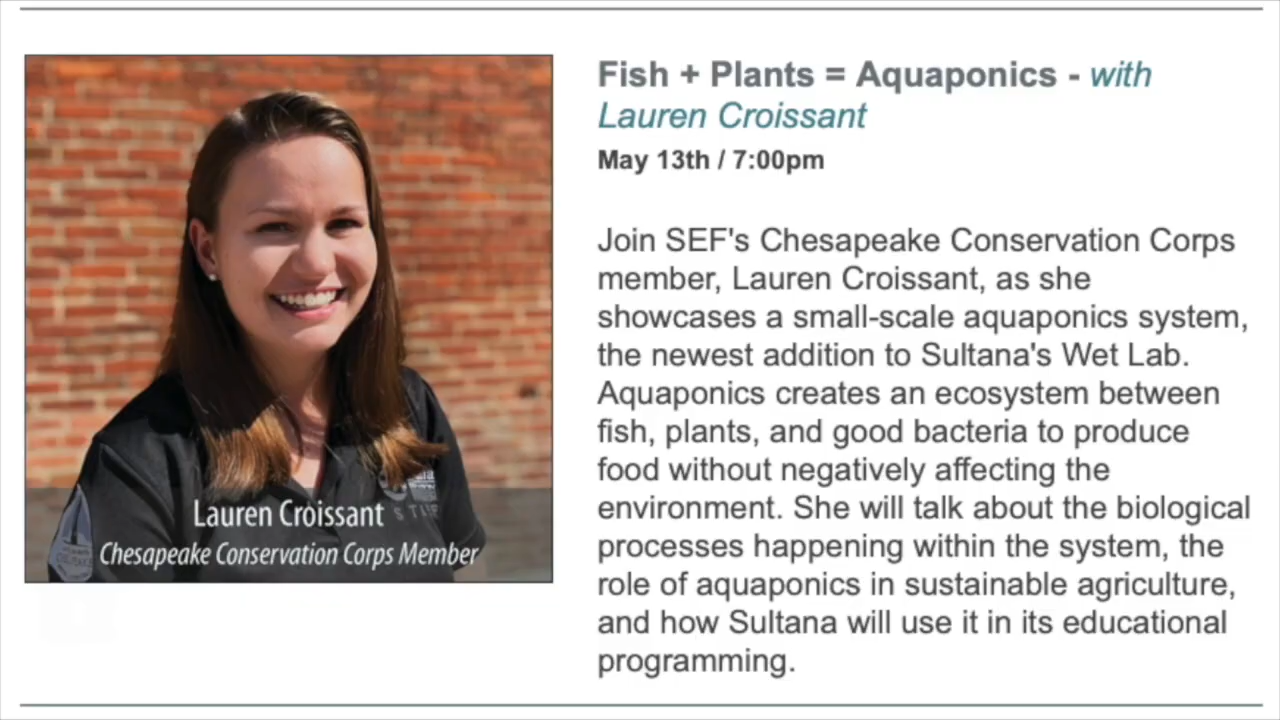 Fish + Plants = Aquaponics - with
Lauren Croissant
May 13th / 7:00pm
Join SEF's Chesapeake Conservation Corps
member, Lauren Croissant, as she
showcases a small-scale aquaponics system,
the newest addition to Sultana's Wet Lab.
Aquaponics creates an ecosystem between
fish, plants, and good bacteria to produce
food without negatively affecting the
environment. She will talk about the biological
processes happening within the system, the
role of aquaponics in sustainable agriculture,
and how Sultana will use it in its educational
programming.
Lauren Croissant
Chesapeake Conservation Corps Member